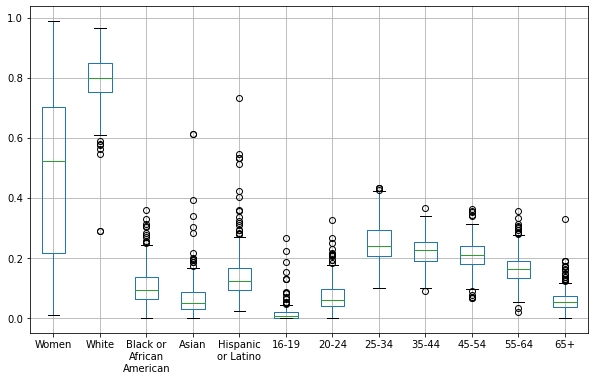 1.0
0.8
0.6
0.4
0.2
0.0
Women White Black or Asian Hispanic 16-19 20-24 25-34 35-44 45-54 55-64 65+
African or Latino
American